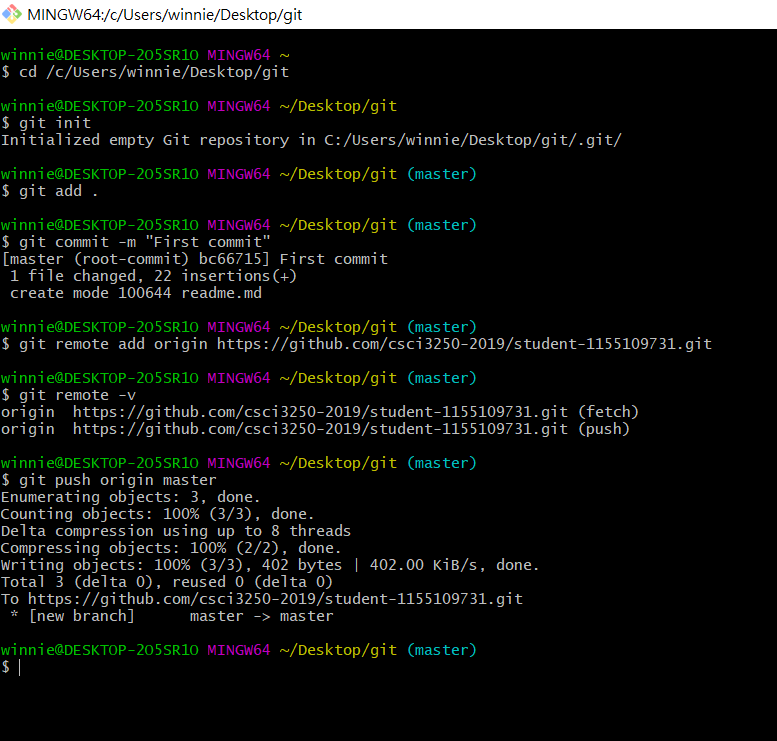 MINGW64:/c/Users/winnie/Desktop/git
winnie@DESKTOP-2O5SR1O MINGW64 ~
$ cd /c/Users/winnie/Desktop/git
winnie@DESKTOP-2O5SR1O MINGW64 ~/Desktop/git
$ git init
Initialized empty Git repository in C:/Users/winnie/Desktop/git/.git/
winnie@DESKTOP-2O5SR1O MINGW64 ~/Desktop/git (master)
$ git add .
winnie@DESKTOP-2O5SR1O MINGW64 ~/Desktop/git (master)
$ git commit -m "First commit"
[master (root-commit) bc66715] First commit
 1 file changed, 22 insertions(+)
 create mode 100644 readme.md
winnie@DESKTOP-2O5SR1O MINGW64 ~/Desktop/git (master)
$ git remote add origin https://github.com/csci3250-2019/student-1155109731.git
winnie@DESKTOP-2O5SR1O MINGW64 ~/Desktop/git (master)
$ git remote -v
origin  https://github.com/csci3250-2019/student-1155109731.git (fetch)
origin  https://github.com/csci3250-2019/student-1155109731.git (push)
winnie@DESKTOP-2O5SR1O MINGW64 ~/Desktop/git (master)
$ git push origin master
Enumerating objects: 3, done.
Counting objects: 100% (3/3), done.
Delta compression using up to 8 threads
Compressing objects: 100% (2/2), done.
Writing objects: 100% (3/3), 402 bytes | 402.00 KiB/s, done.
Total 3 (delta 0), reused 0 (delta 0)
To https://github.com/csci3250-2019/student-1155109731.git
 * [new branch]      master -> master
winnie@DESKTOP-2O5SR1O MINGW64 ~/Desktop/git (master)
$